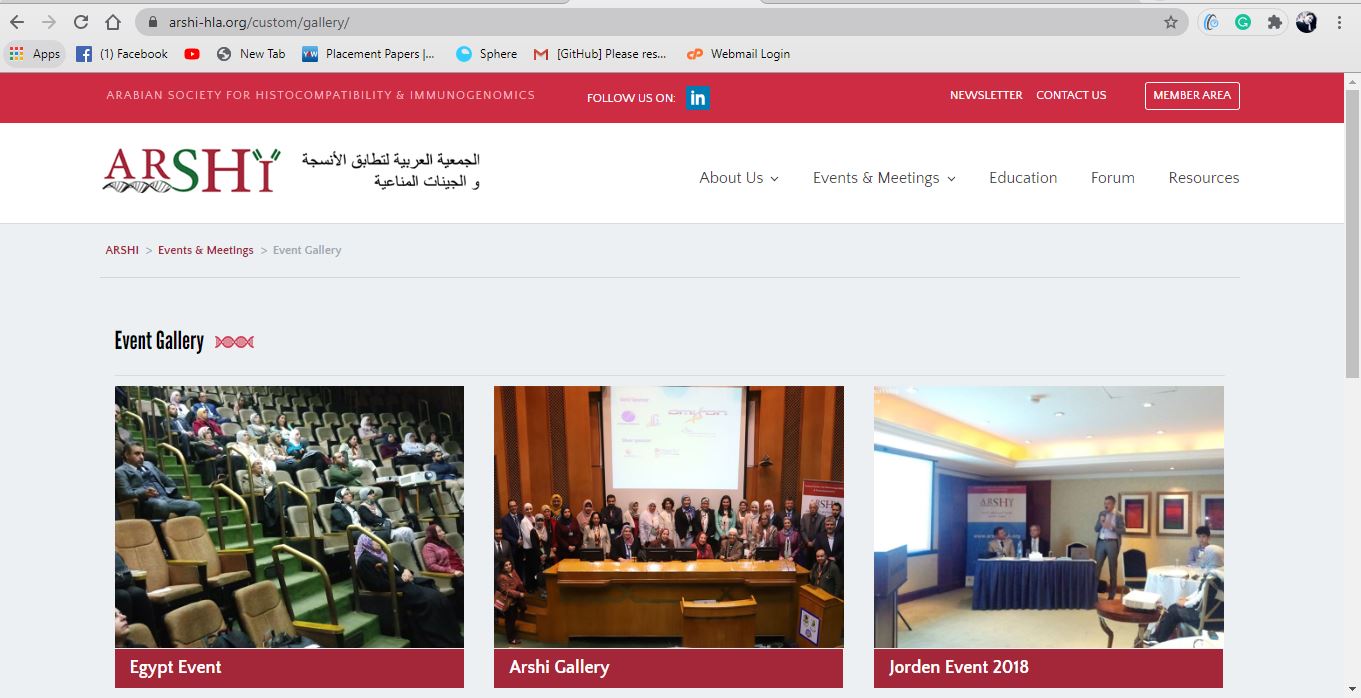 arshi-hla.org/custom/gallery/
Apps (1) Facebook New Tab YW Placement Papers |... Sphere [GitHub] Please res... cP Webmail Login
ARABIAN SOCIETY FOR HISTOCOMPATIBILITY & IMMUNOGENOMICS FOLLOW US ON: in NEWSLETTER CONTACT US MEMBER AREA
ARSHI
الجمعية العربية لتطابق الأنسجة
و الجينات المناعية
About Us Events & Meetings Education Forum Resources
ARSHI > Events & Meetings > Event Gallery
Event Gallery
ARSHI
Egypt Event Arshi Gallery Jorden Event 2018